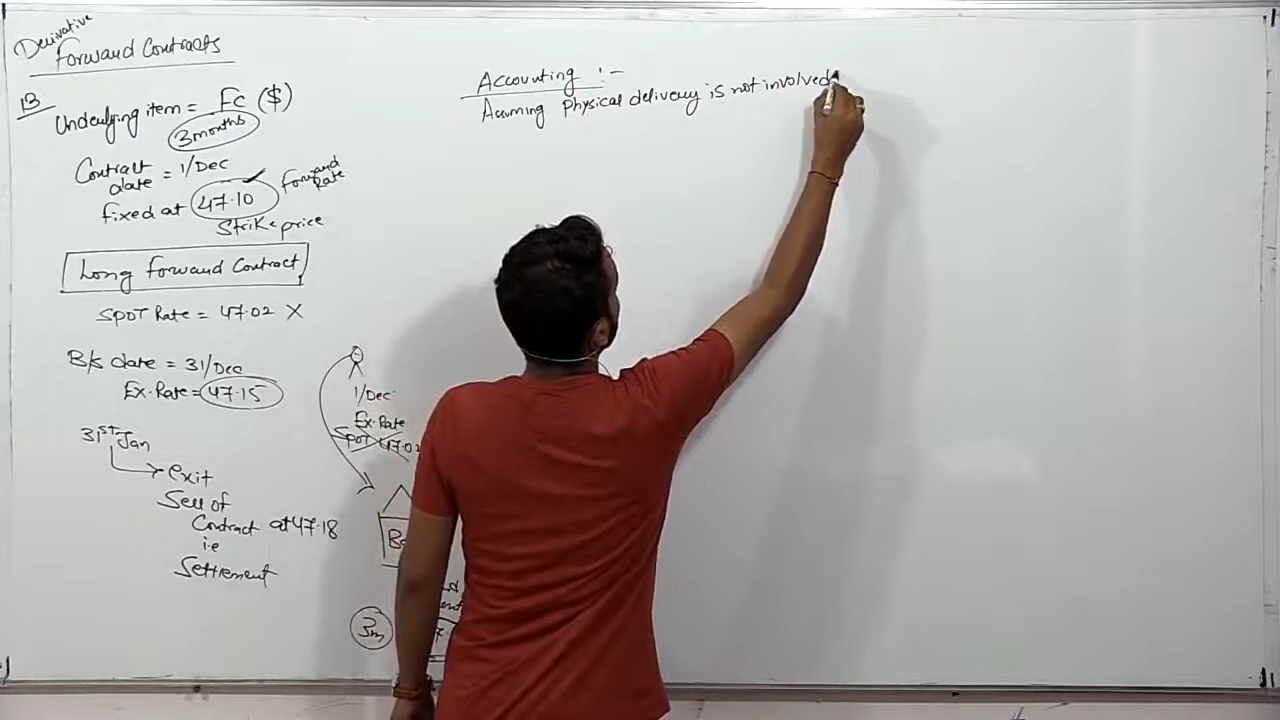 Derivative
Forward Contracts
13
Underlying item = Fc ($)
3 months
Contract
date = 1/Dec
fixed at 47.10 forward
Rate
Strike price
Long forward Contract
SPOT Rate = 47.02 X
B/s date = 31/Dec
Ex. Rate = 47.15
31ST Jan
exit
Sell of
Contract at 47.18
i.e
Settlement
1/Dec
Ex. Rate
Spot 47.02
3m
Accounting :-
Assuming Physical delivery is not involved